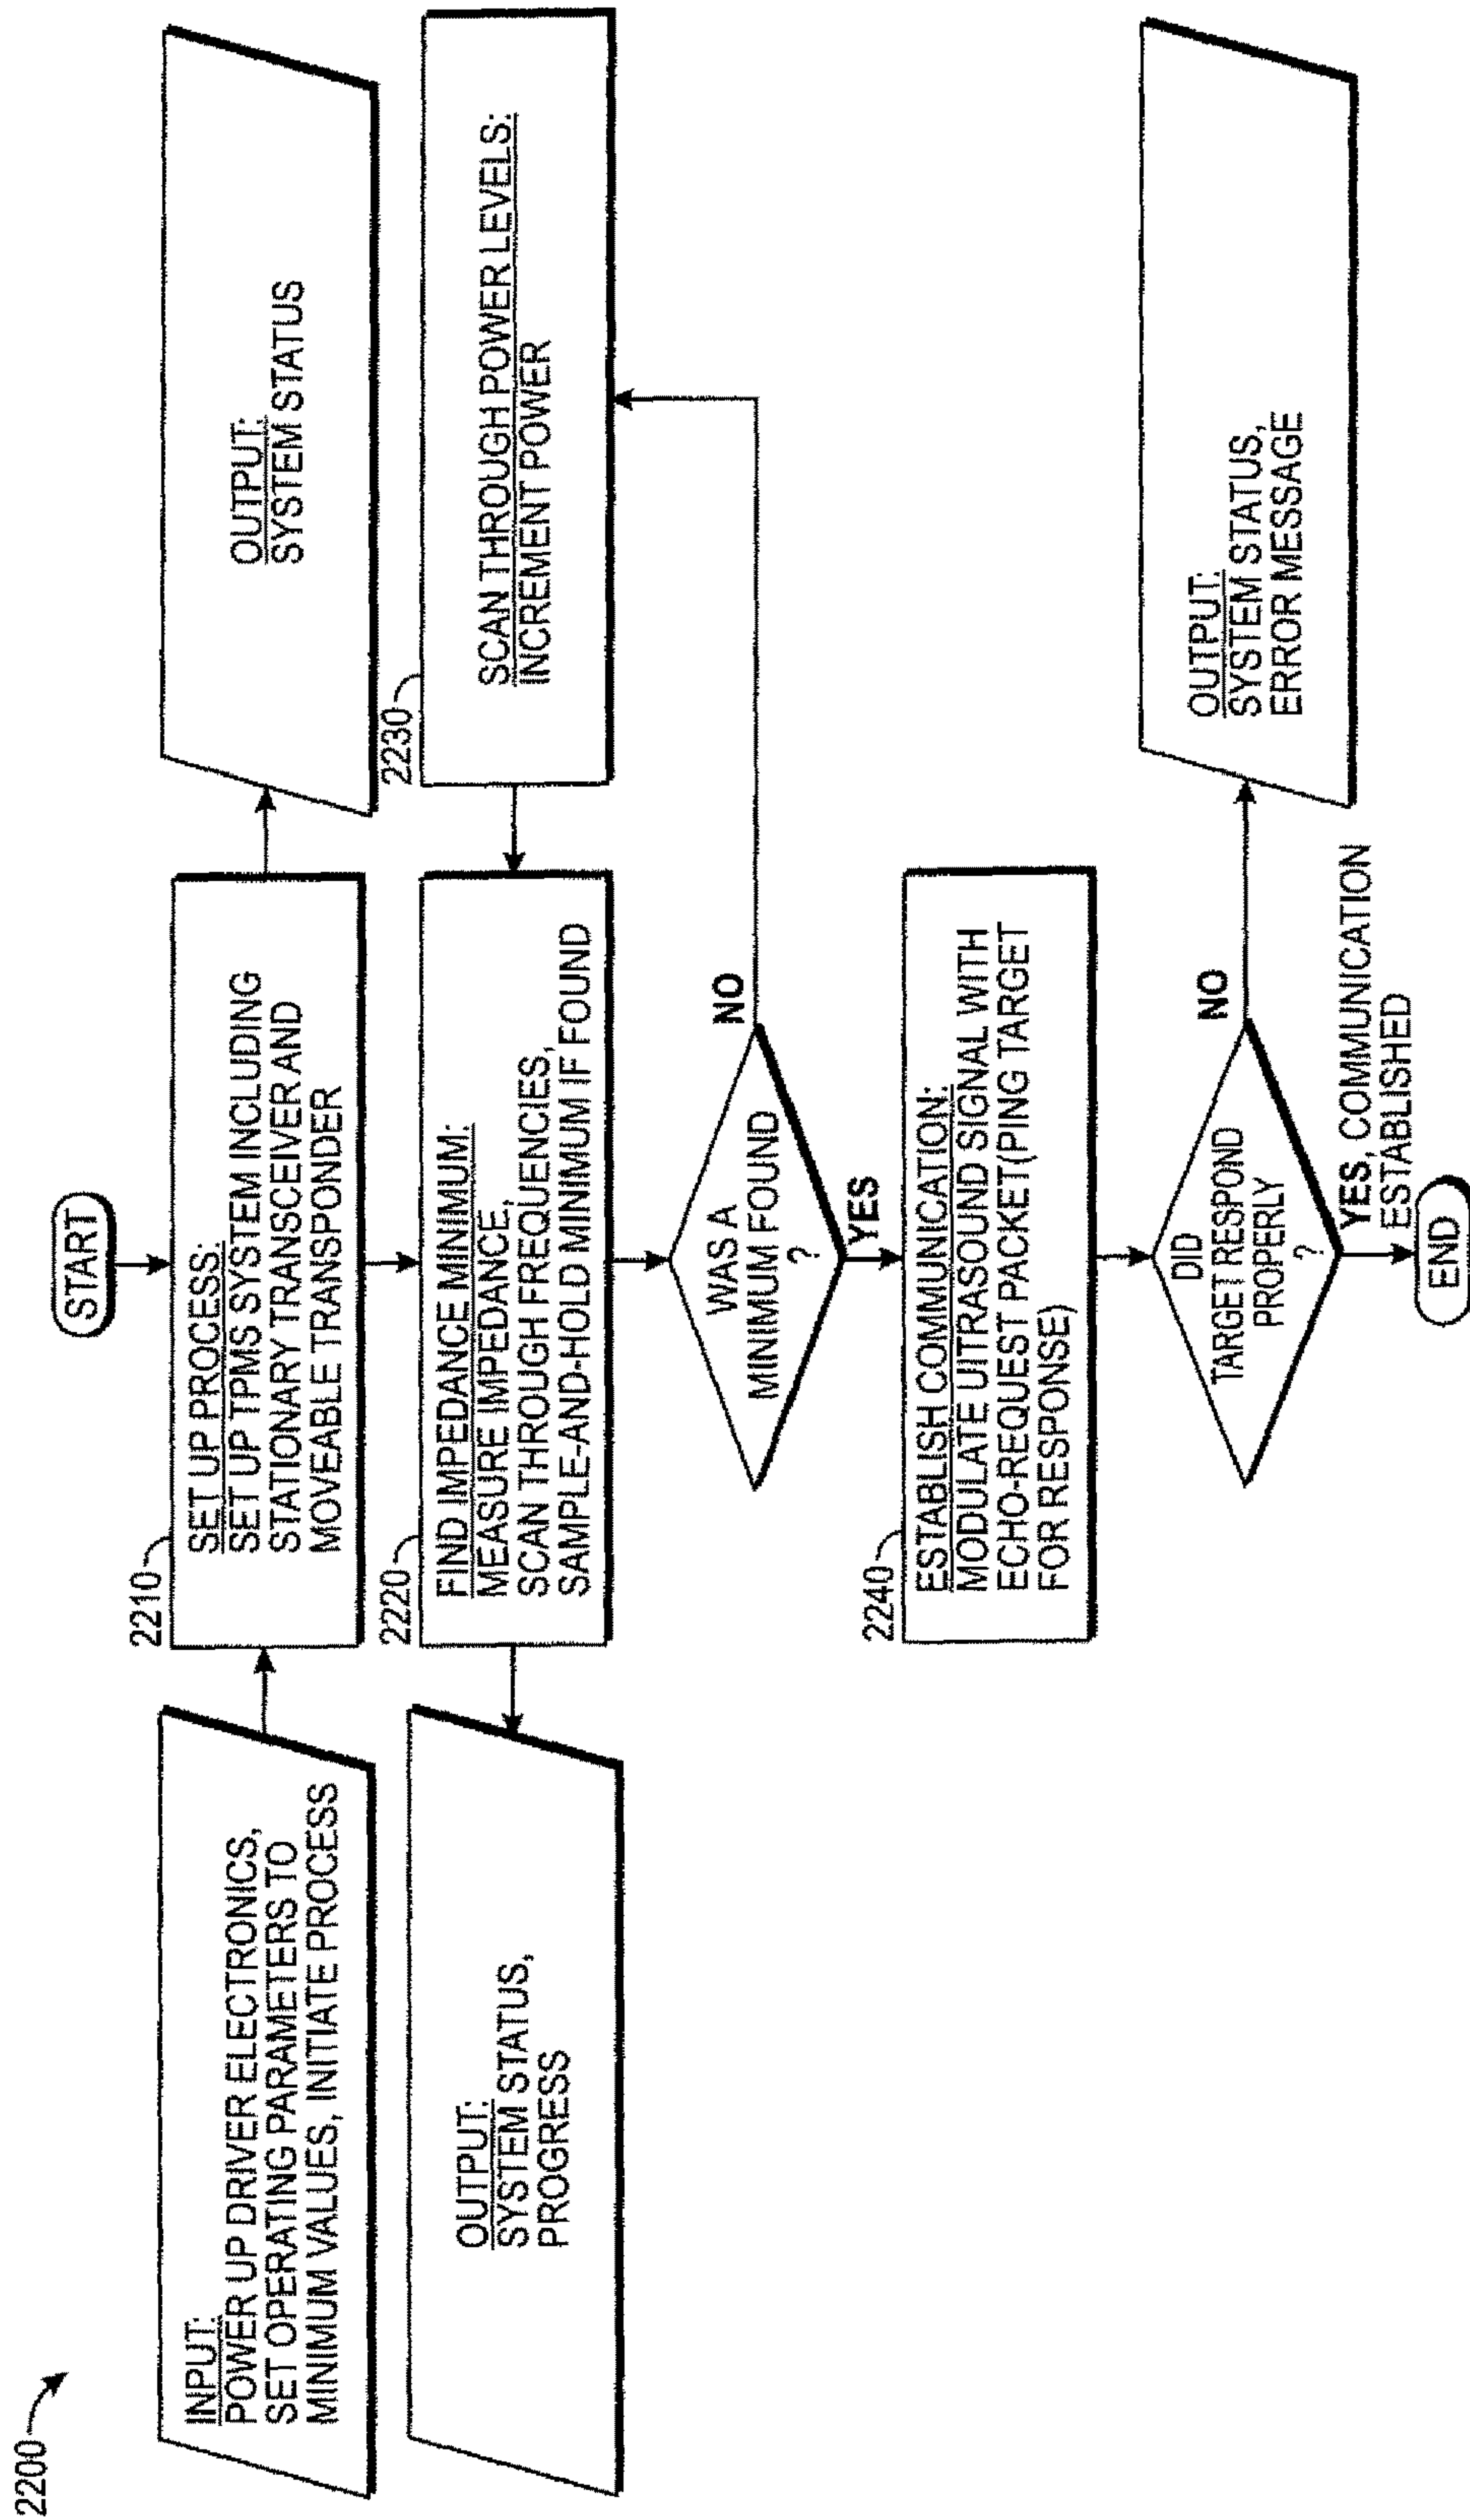 2200
START
INPUT:
POWER UP DRIVER ELECTRONICS,
SET OPERATING PARAMETERS TO
MINIMUM VALUES, INITIATE PROCESS
2210
SET UP PROCESS:
SET UP TPMS SYSTEM INCLUDING
STATIONARY TRANSCEIVER AND
MOVEABLE TRANSPONDER
OUTPUT:
SYSTEM STATUS
OUTPUT:
SYSTEM STATUS,
PROGRESS
2220
FIND IMPEDANCE MINIMUM:
MEASURE IMPEDANCE,
SCAN THROUGH FREQUENCIES,
SAMPLE-AND-HOLD MINIMUM IF FOUND
2230
SCAN THROUGH POWER LEVELS:
INCREMENT POWER
WAS A
MINIMUM FOUND
?
NO
YES
2240
ESTABLISH COMMUNICATION:
MODULATE UITRASOUND SIGNAL WITH
ECHO-REQUEST PACKET(PING TARGET
FOR RESPONSE)
DID
TARGET RESPOND
PROPERLY
?
NO
OUTPUT:
SYSTEM STATUS,
ERROR MESSAGE
YES, COMMUNICATION
ESTABLISHED
END